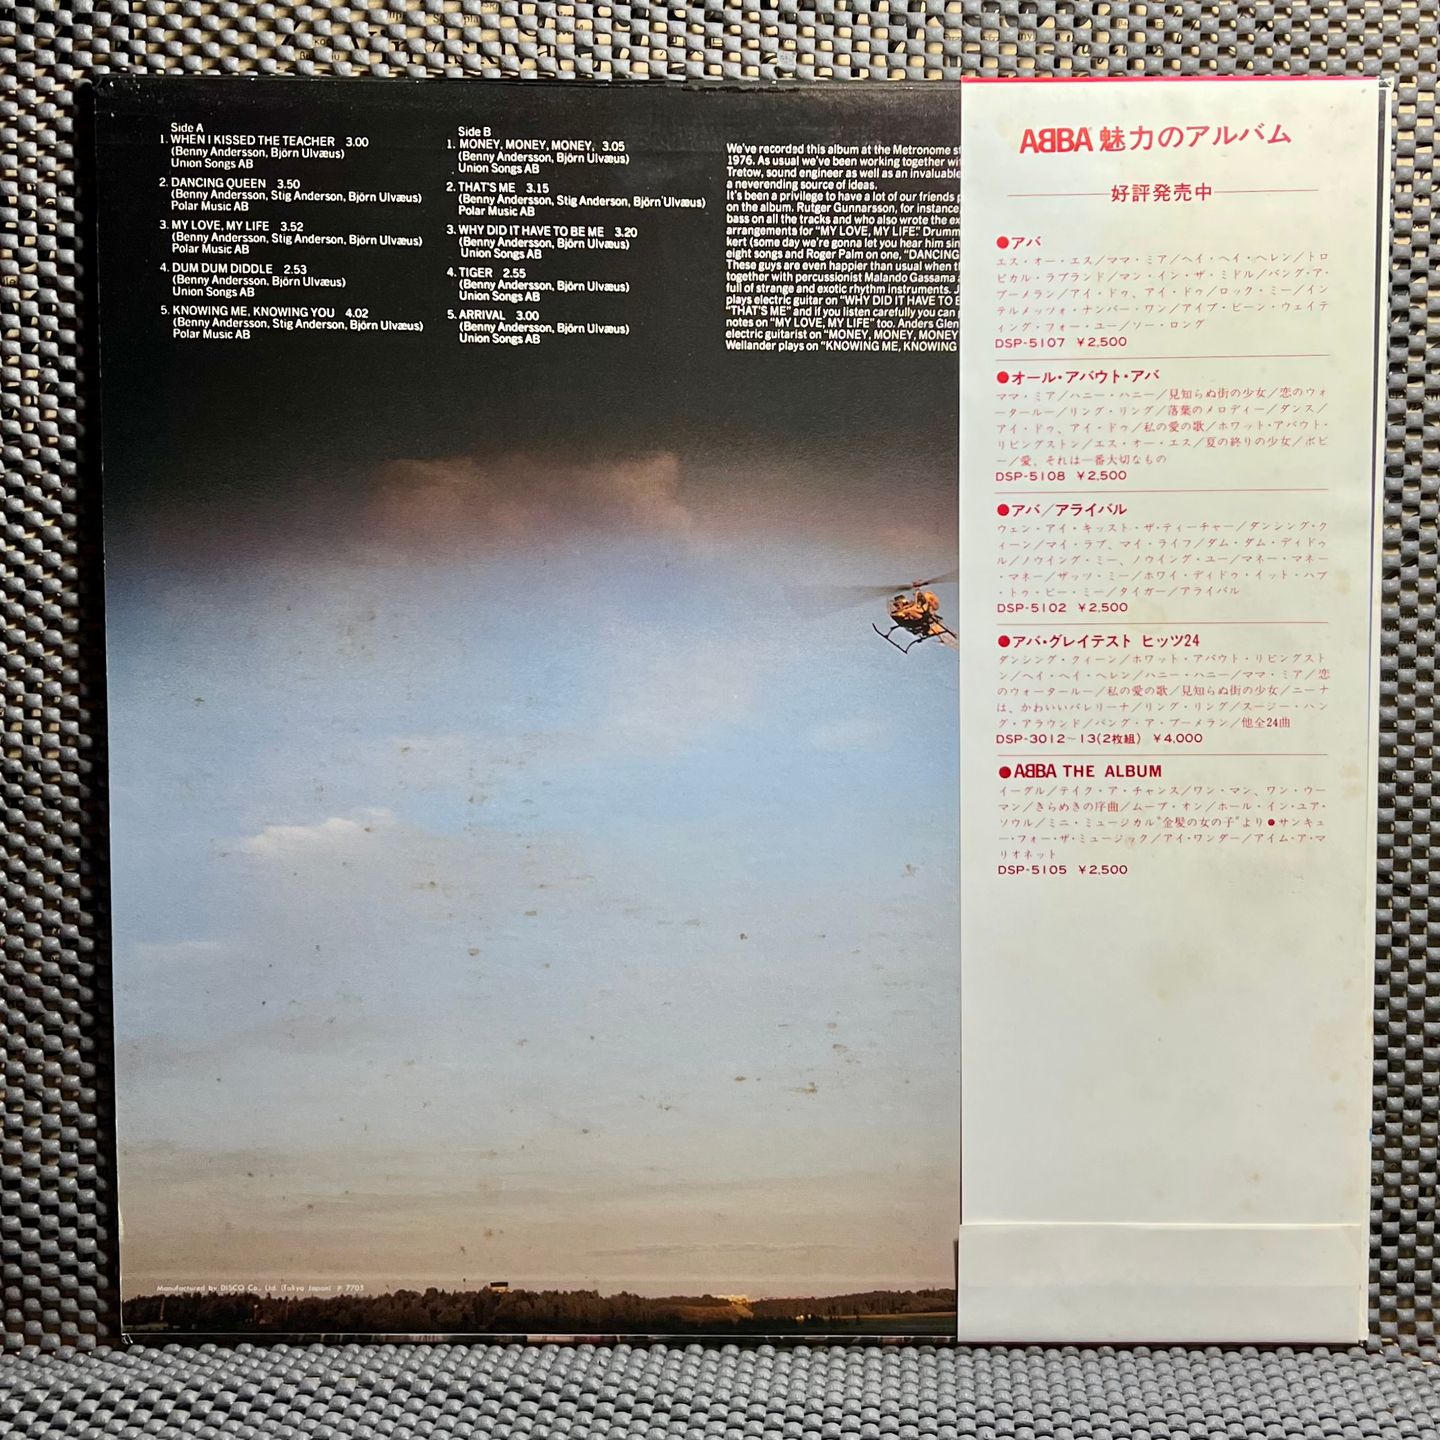 Side A
1. WHEN I KISSED THE TEACHER 3.00
(Benny Andersson, Björn Ulvæus)
Union Songs AB
2. DANCING QUEEN 3.50
(Benny Andersson, Stig Anderson, Björn Ulvæus)
Polar Music AB
3. MY LOVE, MY LIFE 3.52
(Benny Andersson, Stig Anderson, Björn Ulvæus)
Polar Music AB
4. DUM DUM DIDDLE 2.53
(Benny Andersson, Björn Ulvæus)
Union Songs AB
5. KNOWING ME, KNOWING YOU 4.02
(Benny Andersson, Stig Anderson, Björn Ulvæus)
Polar Music AB
Side B
1. MONEY, MONEY, MONEY, 3.05
(Benny Andersson, Björn Ulvæus)
Union Songs AB
2. THAT'S ME 3.15
(Benny Andersson, Stig Anderson, Björn Ulvæus)
Polar Music AB
3. WHY DID IT HAVE TO BE ME 3.20
(Benny Andersson, Björn Ulvæus)
Union Songs AB
4. TIGER 2.55
(Benny Andersson, Björn Ulvæus)
Union Songs AB
5. ARRIVAL 3.00
(Benny Andersson, Björn Ulvæus)
Union Songs AB
We've recorded this album at the Metronome
1976. As usual we've been working together
Tretow, sound engineer as well as an invaluable
a neverending source of ideas.
It's been a privilege to have a lot of our friends
on the album. Rutger Gunnarsson, for instance,
bass on all the tracks and who also wrote the
arrangements for "MY LOVE, MY LIFE". Drumm
kert (some day we're gonna let you hear him
eight songs and Roger Palm on one, "DANCING
These guys are even happier than usual when
together with percussionist Malando Gassama
full of strange and exotic rhythm instruments.
plays electric guitar on "WHY DID IT HAVE TO
"THAT'S ME" and if you listen carefully you can
notes on "MY LOVE, MY LIFE" too. Anders Glen
electric guitarist on "MONEY, MONEY, MONEY
Wellander plays on "KNOWING ME, KNOWING
Manufactured by DISCO Co., Ltd. (Tokyo Japan) P 7703
ABBA 魅力のアルバム
好評発売中
●アバ
エス・オー・エス／ママ・ミア／ヘイ・ヘイ・ヘレン／トロ
ピカル・ラブランド／マン・イン・ザ・ミドル／バング・ア・
ブーメラン／アイ・ドゥ、アイ・ドゥ／ロック・ミー／イン
テルメッツォ・ナンバー・ワン／アイブ・ビーン・ウェイテ
ィング・フォー・ユー／ソー・ロング
DSP-5107 ￥2,500
●オール・アバウト・アバ
ママ・ミア／ハニー・ハニー／見知らぬ街の少女／恋のウォ
ータールー／リング・リング／落葉のメロディー／ダンス／
アイ・ドゥ、アイ・ドゥ／私の愛の歌／ホワット・アバウト・
リビングストン／エス・オー・エス／夏の終りの少女／ボビ
ー／愛、それは一番大切なもの
DSP-5108 ￥2,500
●アバ／アライバル
ウェン・アイ・キッスト・ザ・ティーチャー／ダンシング・ク
ィーン／マイ・ラブ、マイ・ライフ／ダム・ダム・ディドゥ
ル／ノウイング・ミー、ノウイング・ユー／マネー・マネー
・マネー／ザッツ・ミー／ホワイ・ディドゥ・イット・ハブ
・トゥ・ビー・ミー／タイガー／アライバル
DSP-5102 ￥2,500
●アバ・グレイテスト ヒッツ24
ダンシング・クィーン／ホワット・アバウト・リビングスト
ン／ヘイ・ヘイ・ヘレン／ハニー・ハニー／ママ・ミア／恋
のウォータールー／私の愛の歌／見知らぬ街の少女／ニーナ
は、かわいいバレリーナ／リング・リング／スージー・ハン
グ・アラウンド／バング・ア・ブーメラン／他全24曲
DSP-3012〜13(2枚組) ￥4,000
●ABBA THE ALBUM
イーグル／テイク・ア・チャンス／ワン・マン、ワン・ウー
マン／きらめきの序曲／ムーブ・オン／ホール・イン・ユア・
ソウル／ミニ・ミュージカル"金髪の女の子"より●サンキュ
ー・フォー・ザ・ミュージック／アイ・ワンダー／アイム・ア・マ
リオネット
DSP-5105 ￥2,500